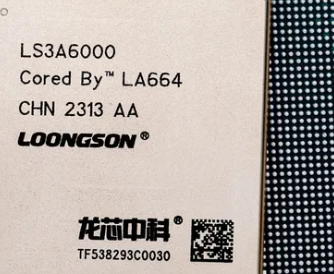 LS3A6000
Cored By™ LA664
CHN 2313 AA
LOONGSON®
龙芯中科®
TF538293C0030